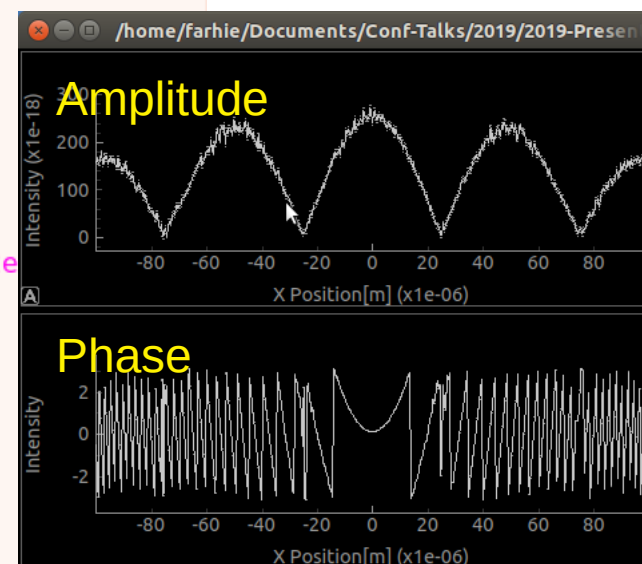 /home/farhie/Documents/Conf-Talks/2019/2019-Presen
Amplitude
Intensity (x1e-18)
300
200
100
0
-80 -60 -40 -20 0 20 40 60 80
X Position[m] (x1e-06)
A
e
Phase
Intensity
2
0
-2
-80 -60 -40 -20 0 20 40 60 80
X Position[m] (x1e-06)